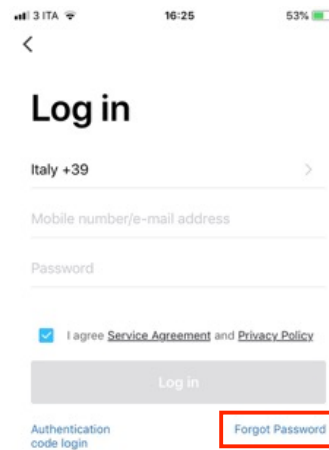 3 ITA 16:25 53%
Log in
Italy +39
Mobile number/e-mail address
Password
I agree Service Agreement and Privacy Policy
Log in
Authentication
code login
Forgot Password